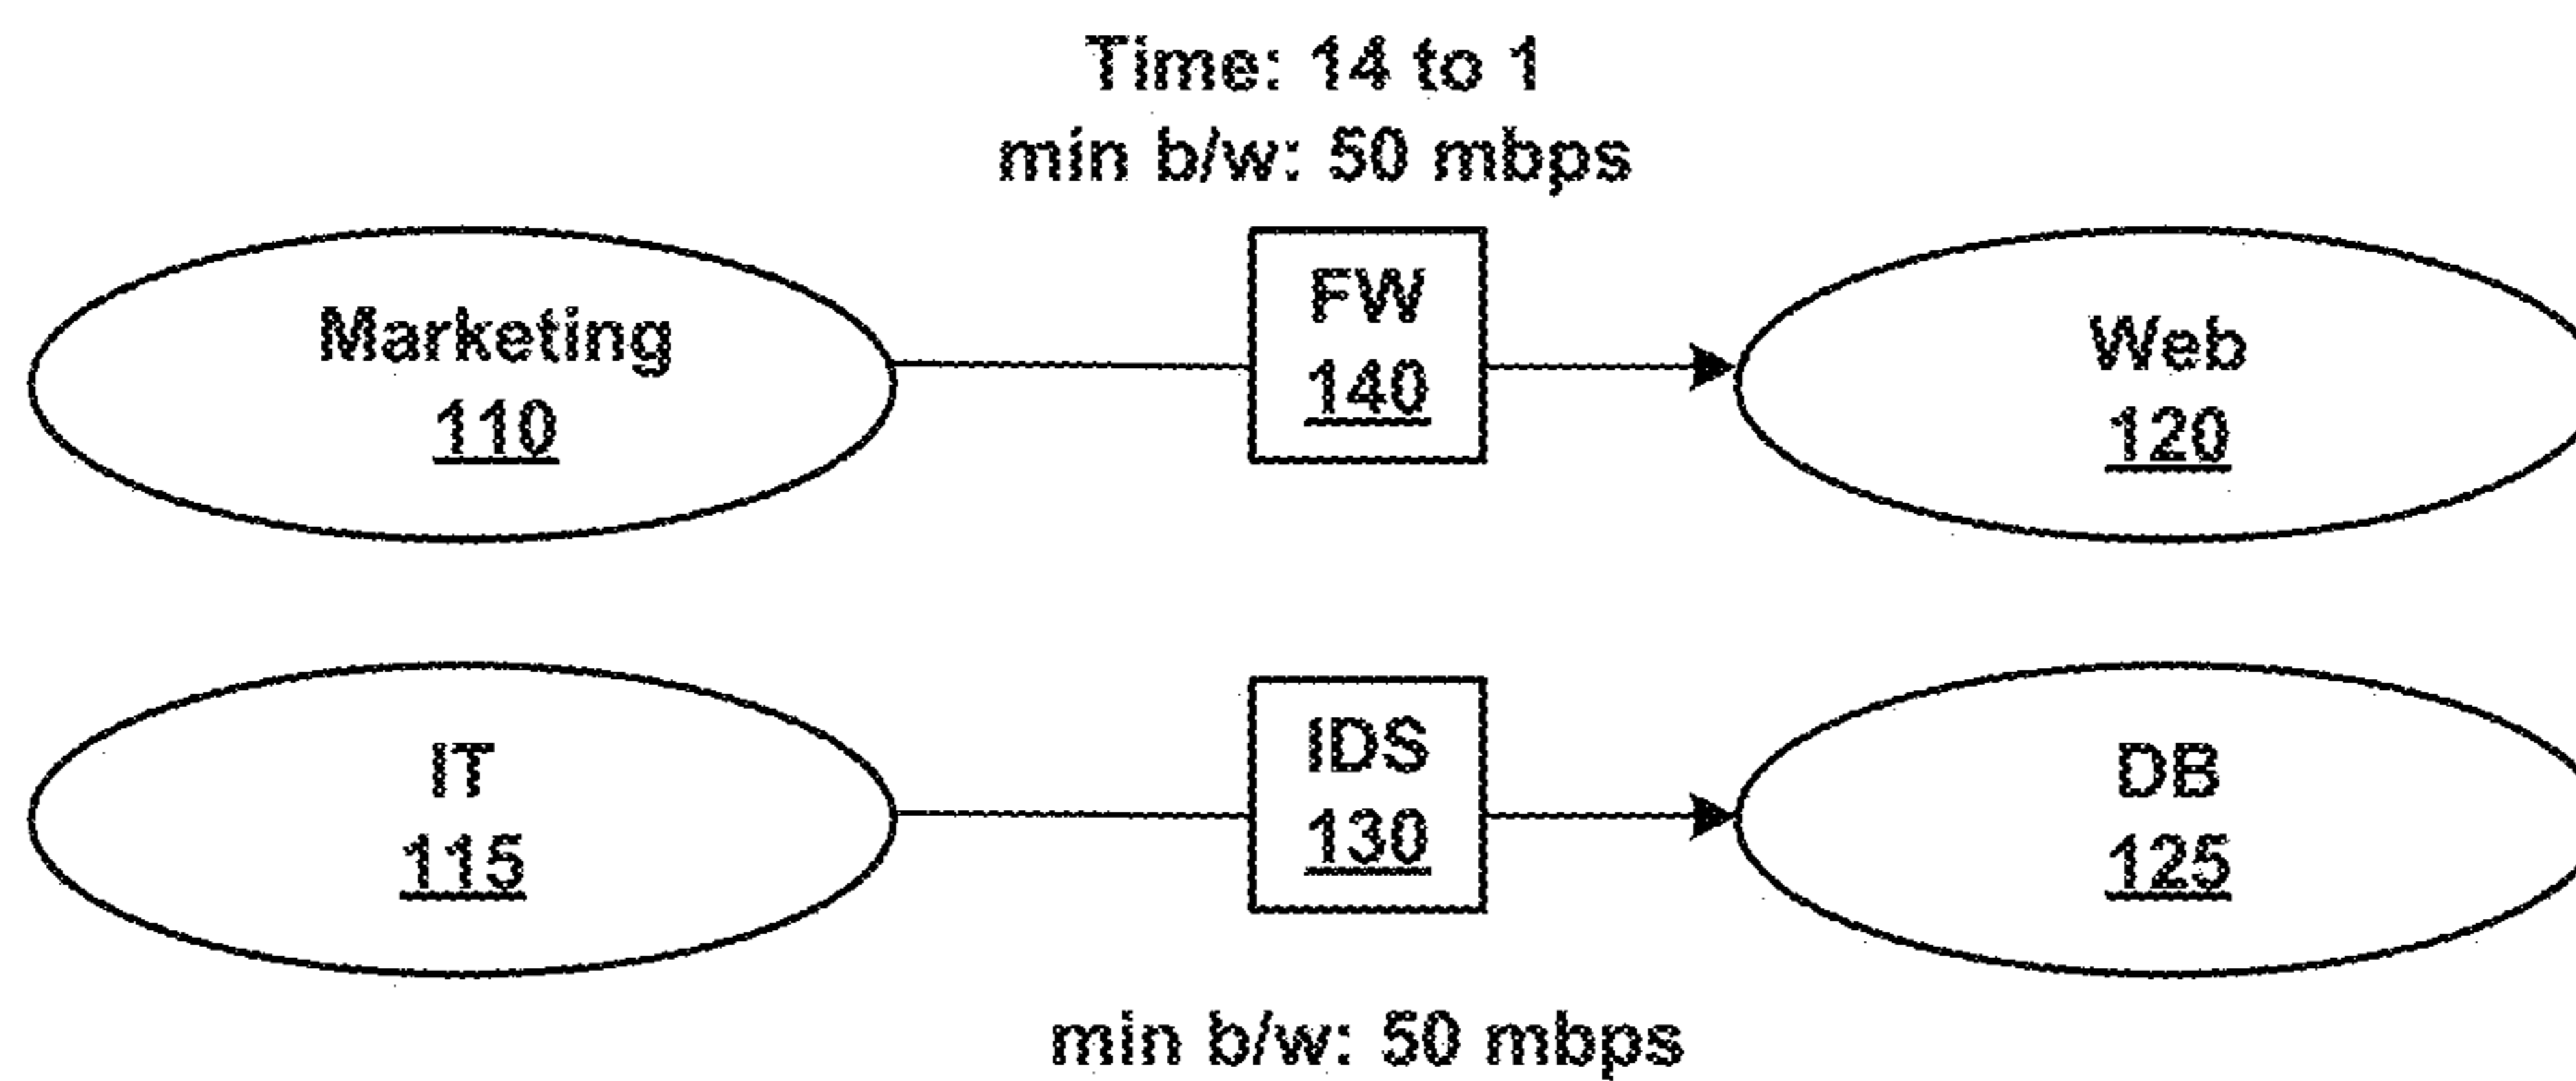 Time: 14 to 1
min b/w: 50 mbps
Marketing
110
FW
140
Web
120
IT
115
IDS
130
DB
125
min b/w: 50 mbps